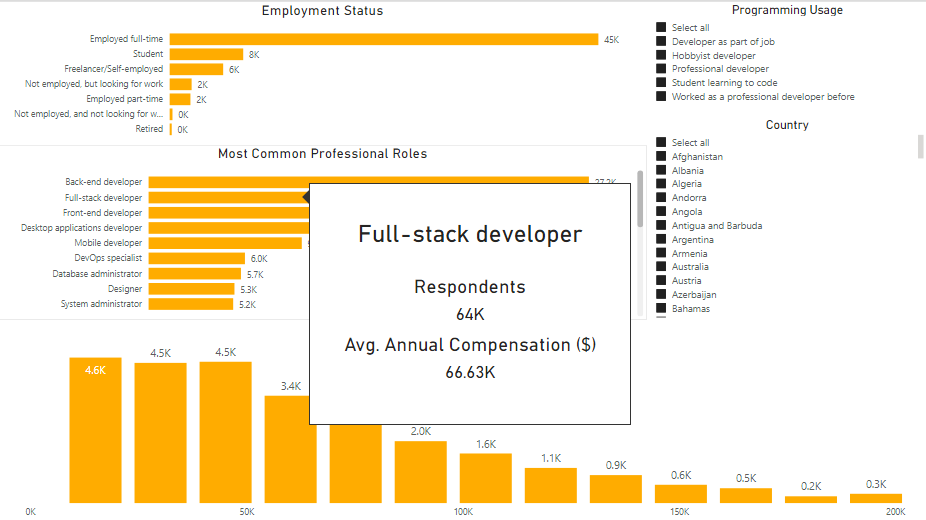 Employment Status
Employed full-time 45K
Student 8K
Freelancer/Self-employed 6K
Not employed, but looking for work 2K
Employed part-time 2K
Not employed, and not looking for w... 0K
Retired 0K
Programming Usage
Select all
Developer as part of job
Hobbyist developer
Professional developer
Student learning to code
Worked as a professional developer before
Country
Select all
Afghanistan
Albania
Algeria
Andorra
Angola
Antigua and Barbuda
Argentina
Armenia
Australia
Austria
Azerbaijan
Bahamas
Most Common Professional Roles
Back-end developer
Full-stack developer
Front-end developer
Desktop applications developer
Mobile developer
DevOps specialist 6.0K
Database administrator 5.7K
Designer 5.3K
System administrator 5.2K
Full-stack developer
Respondents
64K
Avg. Annual Compensation ($)
66.63K
4.6K 4.5K 4.5K 3.4K 2.0K 1.6K 1.1K 0.9K 0.6K 0.5K 0.2K 0.3K
0K 50K 100K 150K 200K